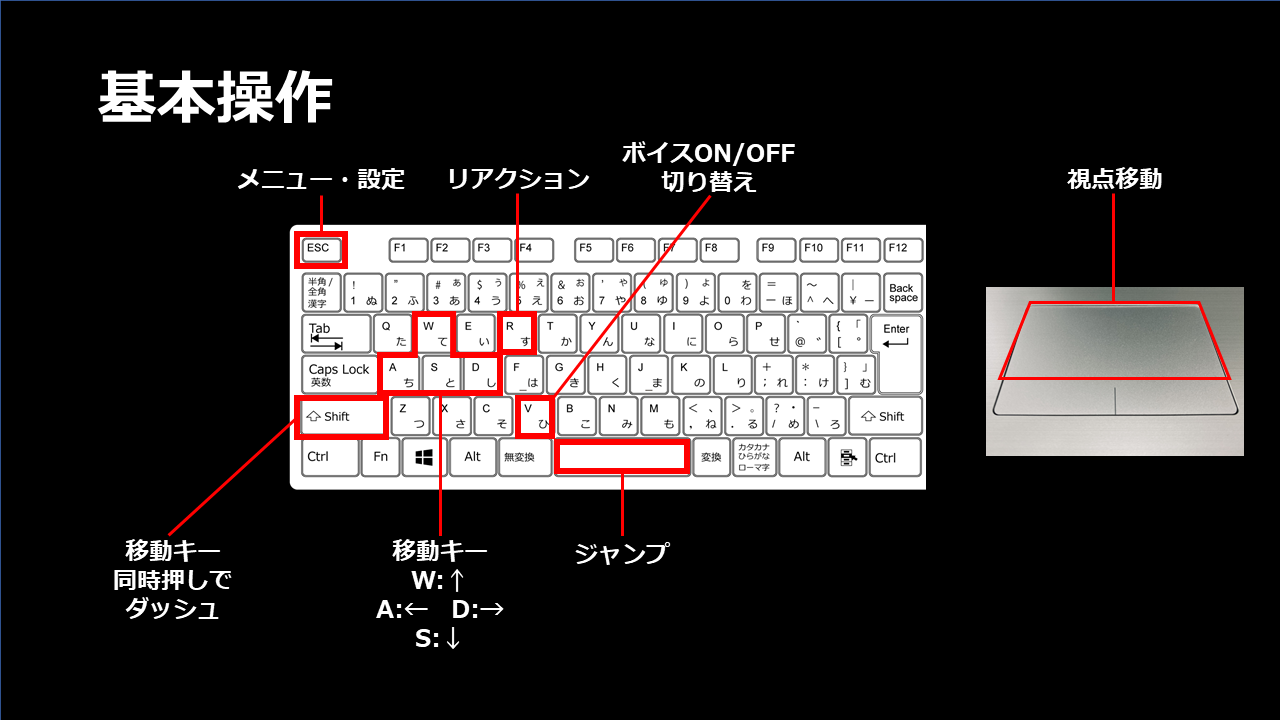 基本操作
ボイスON/OFF
切り替え
メニュー・設定
リアクション
視点移動
ESC F1 F2 F3 F4 F5 F6 F7 F8 F9 F10 F11 F12
半角/
全角
漢字
! 1 ぬ " 2 ふ # あ 3 あ $ ぅ 4 う % ぇ 5 え & ぉ 6 お ' ゃ 7 や ( ゅ 8 ゆ ) ょ 9 よ を 0 わ = － ほ ～ ^ へ | ￥ ー Back
space
Tab Q た W て E い R す T か Y ん U な I に O ら P せ ` @ ゛ { 「 [ ゜ Enter
Caps Lock
英数
A ち S と D し F は G き H く J ま K の L り + ; れ * : け } 」 ] む
Shift Z つ X さ C そ V ひ B こ N み M も < 、 , ね > 。 . る ? ・ / め _ \ ろ Shift
Ctrl Fn Alt 無変換 変換 カタカナ
ひらがな
ローマ字
Alt Ctrl
移動キー
同時押しで
ダッシュ
移動キー
W:↑
A:← D:→
S:↓
ジャンプ